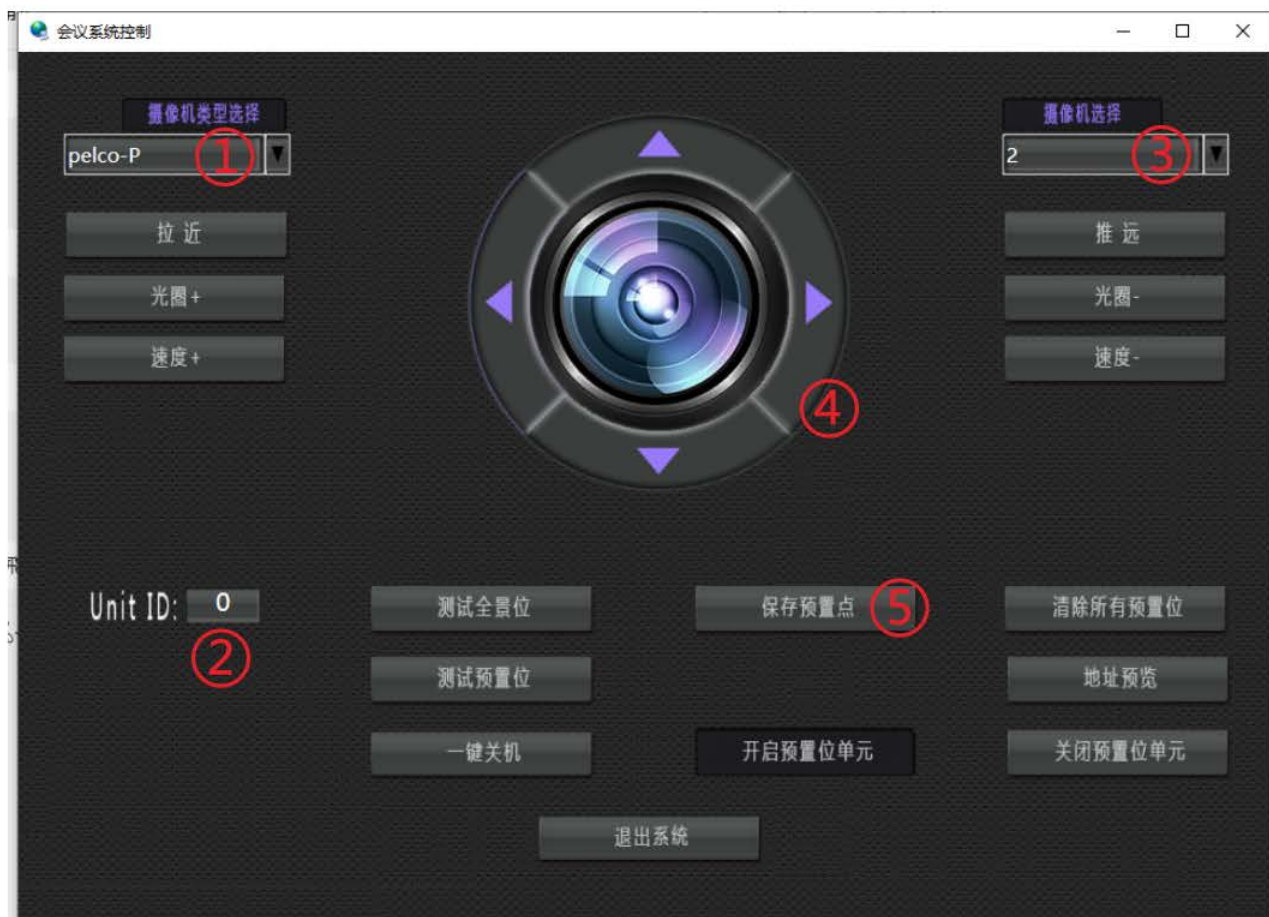 会议系统控制
摄像机类型选择
摄像机选择
pelco-P ①
2 ③
拉近
推远
光圈+
光圈-
速度+
速度-
④
Unit ID: 0
测试全景位
保存预置点 ⑤
清除所有预置位
②
测试预置位
地址预览
一键关机
开启预置位单元
关闭预置位单元
退出系统